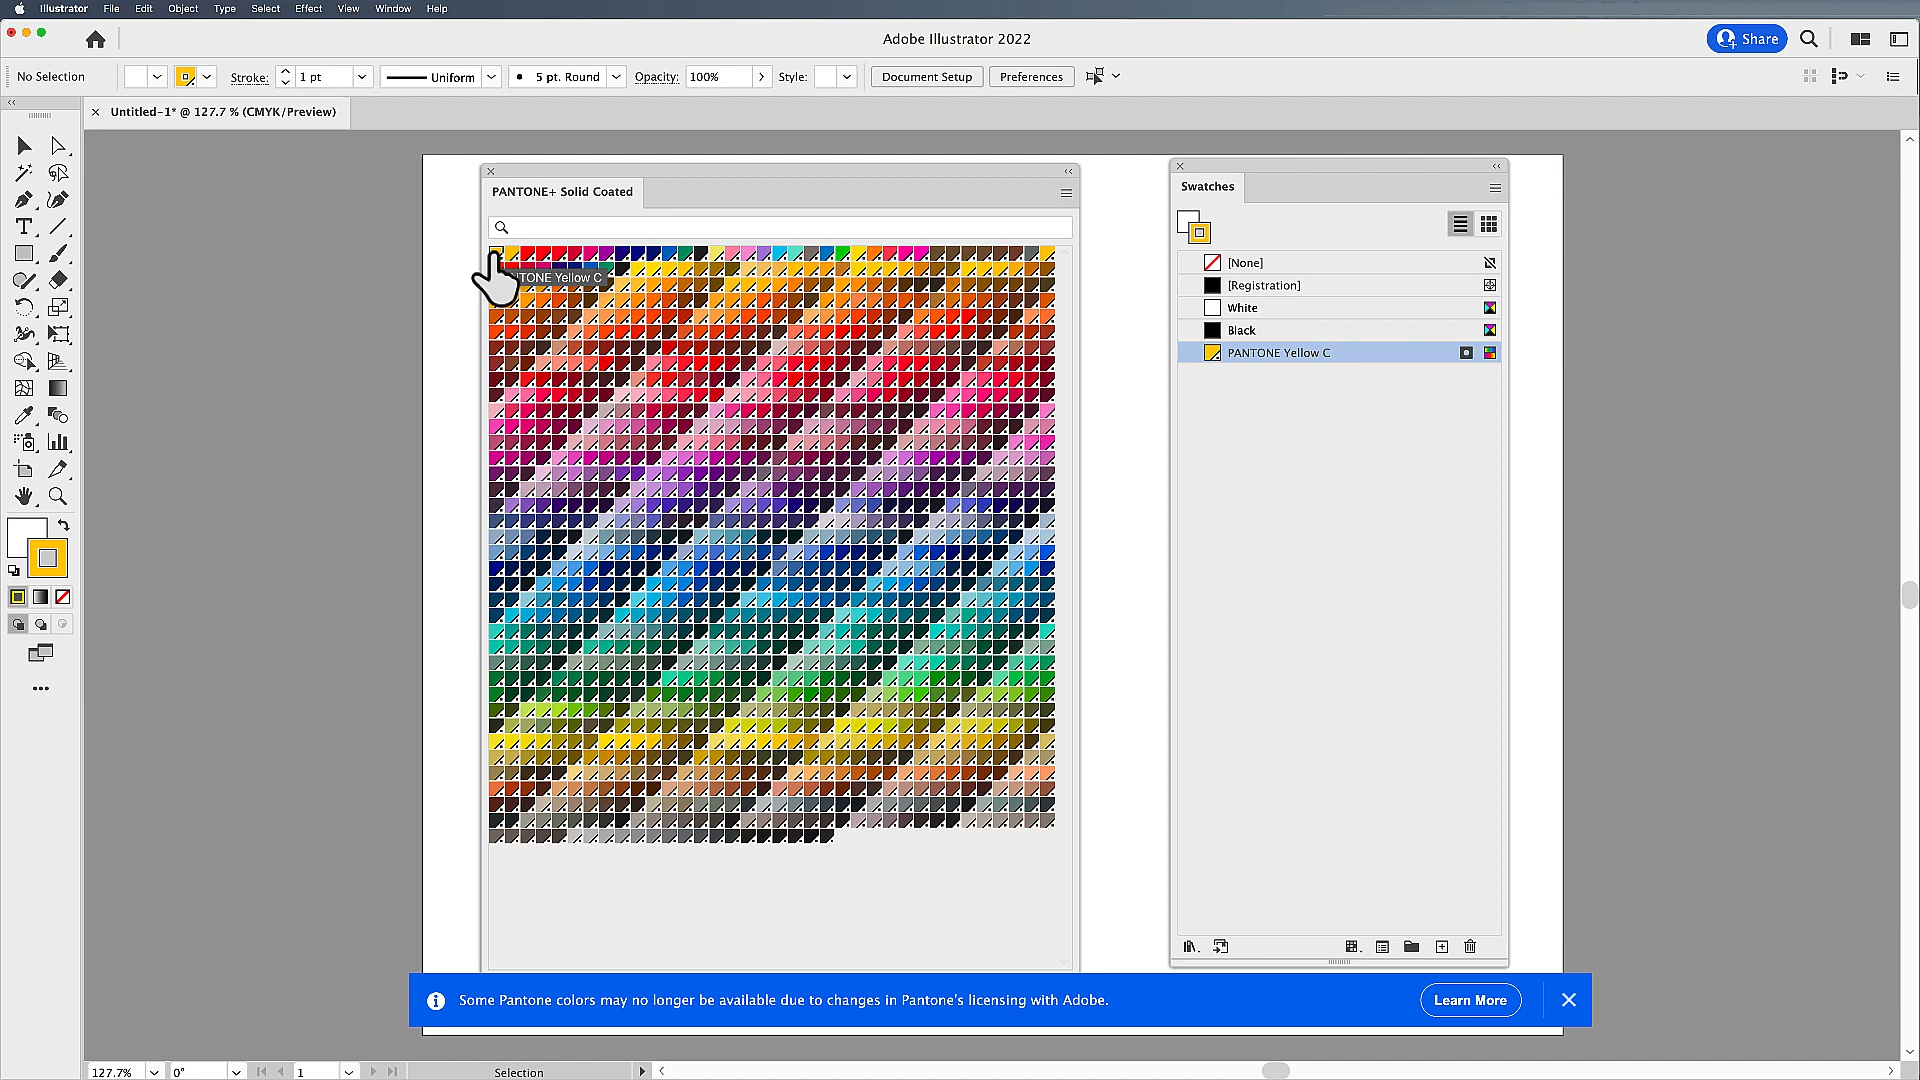 Illustrator File Edit Object Type Select Effect View Window Help
Adobe Illustrator 2022
Share
No Selection
Stroke: 1 pt Uniform 5 pt. Round Opacity: 100% Style: Document Setup Preferences
Untitled-1* @ 127.7 % (CMYK/Preview)
PANTONE+ Solid Coated
TONE Yellow C
Swatches
[None]
[Registration]
White
Black
PANTONE Yellow C
Some Pantone colors may no longer be available due to changes in Pantone's licensing with Adobe.
Learn More
127.7% 0° 1 Selection